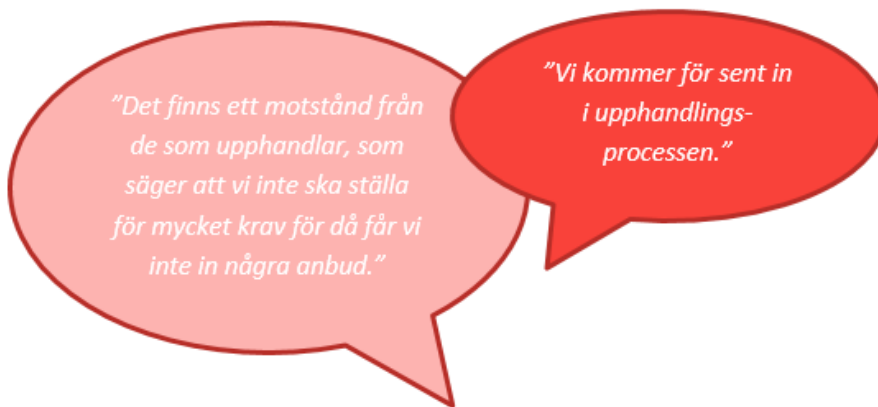 ”Det finns ett motstånd från
de som upphandlar, som
säger att vi inte ska ställa
för mycket krav för då får vi
inte in några anbud.”
”Vi kommer för sent in
i upphandlings-
processen.”